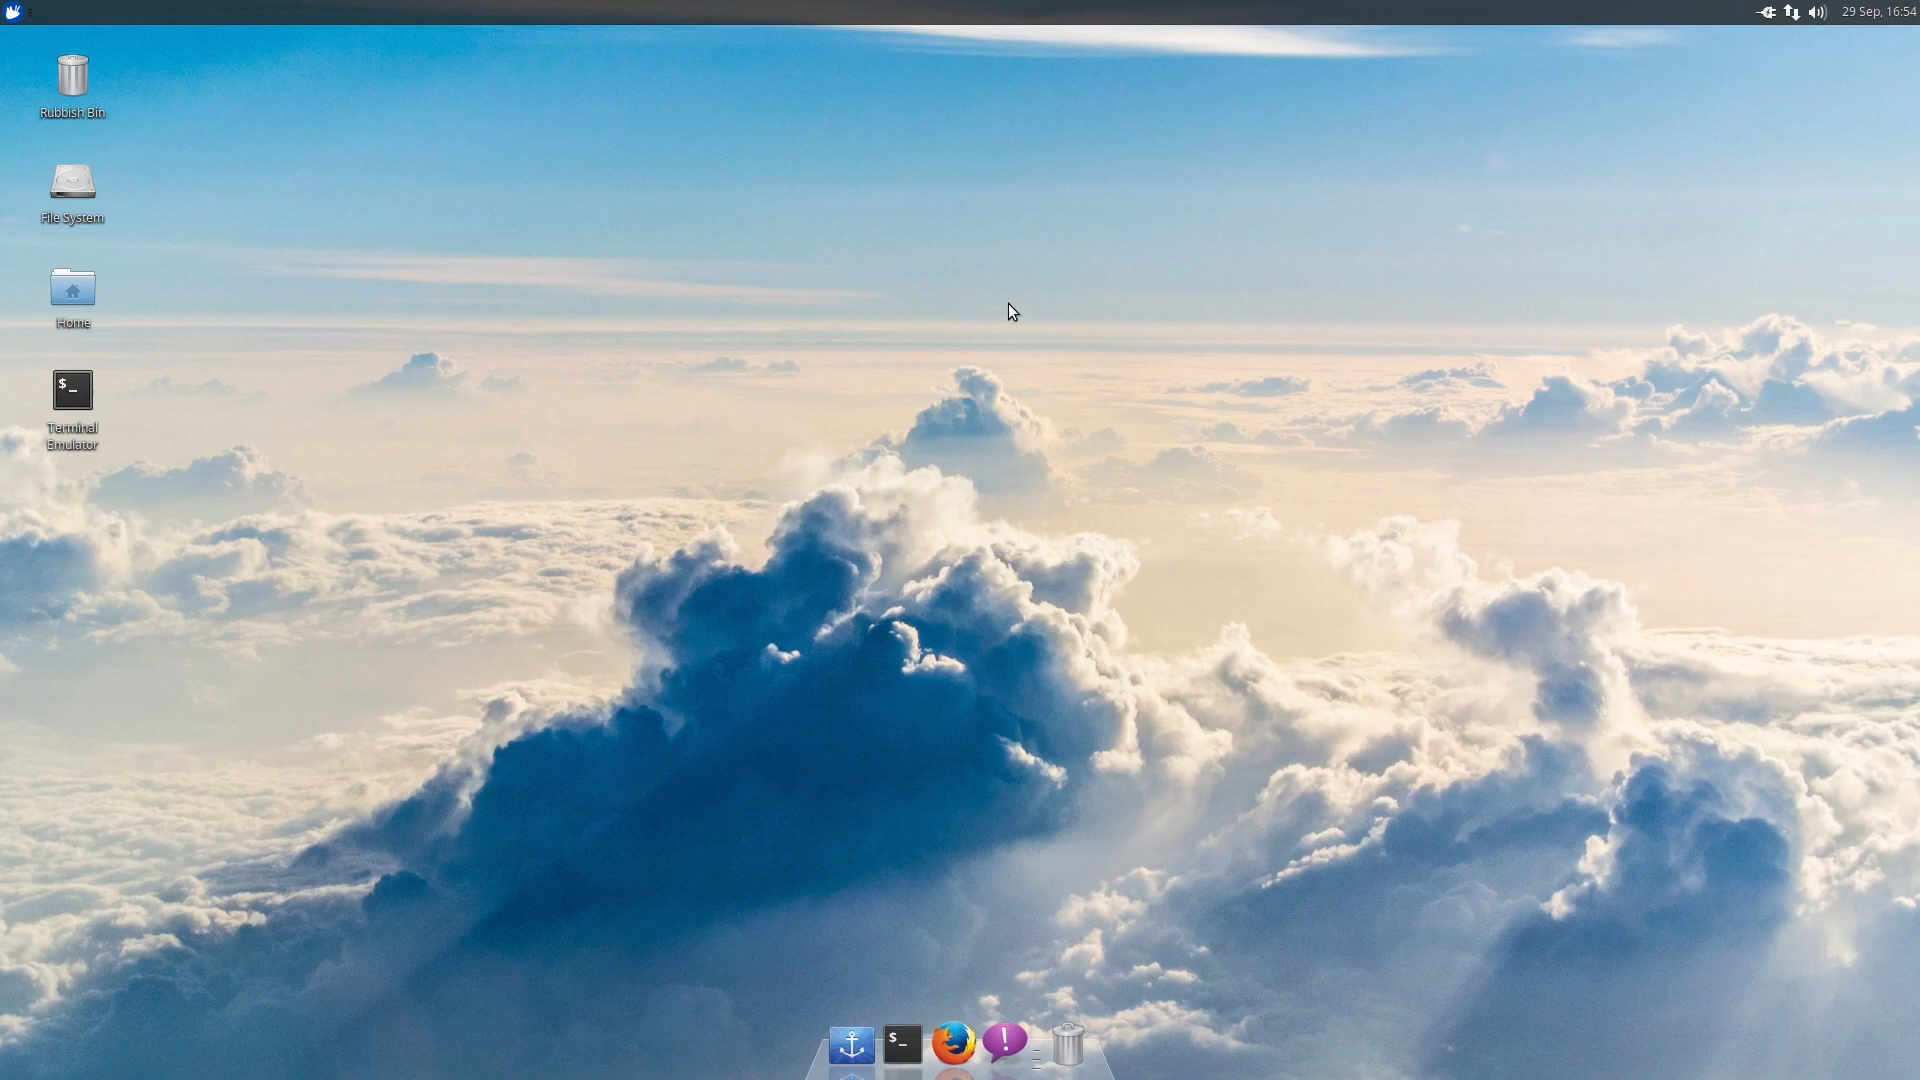 29 Sep, 16:54
Rubbish Bin
File System
Home
$_
Terminal
Emulator
$_
!